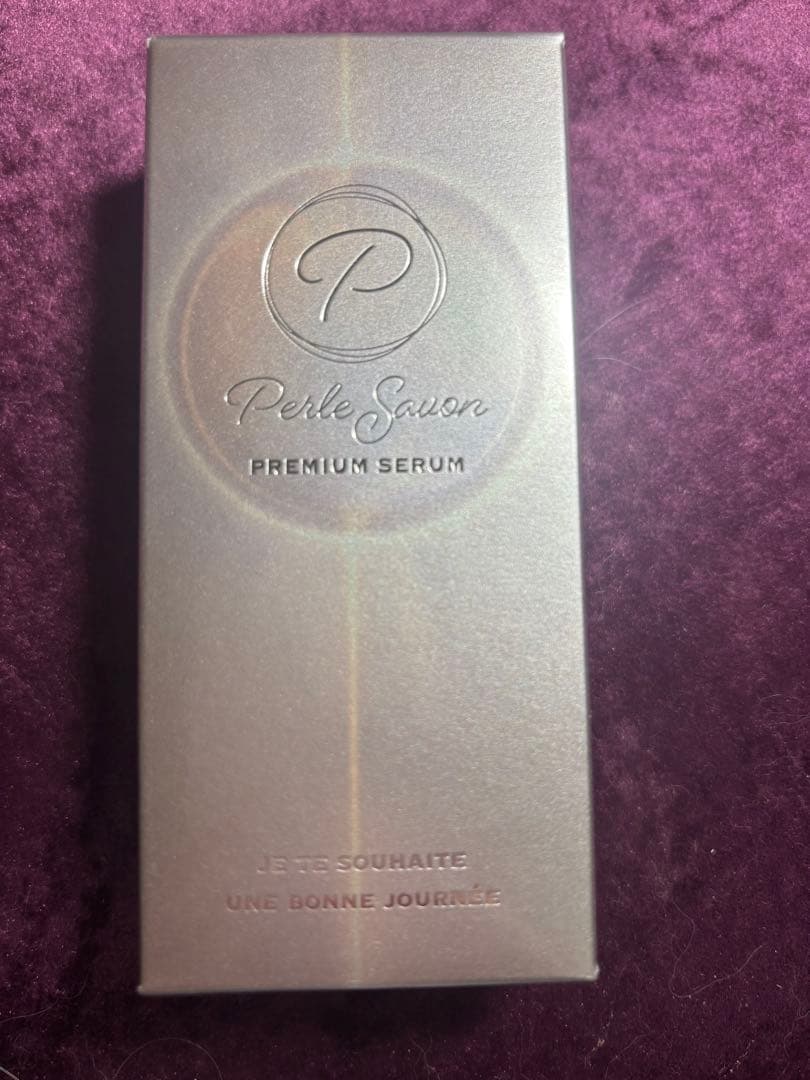 P
Perle Savon
PREMIUM SERUM
JE TE SOUHAITE
UNE BONNE JOURNÉE